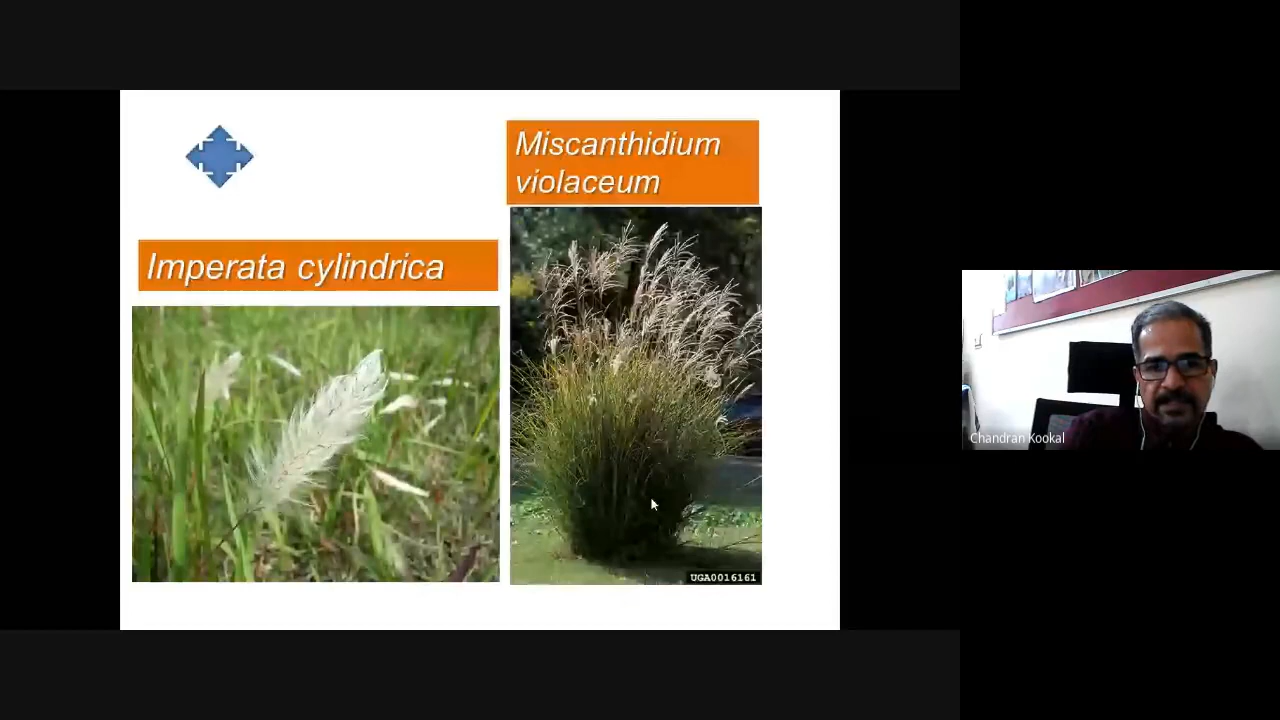 Miscanthidium
violaceum
Imperata cylindrica
UGA0016161
Chandran Kookal